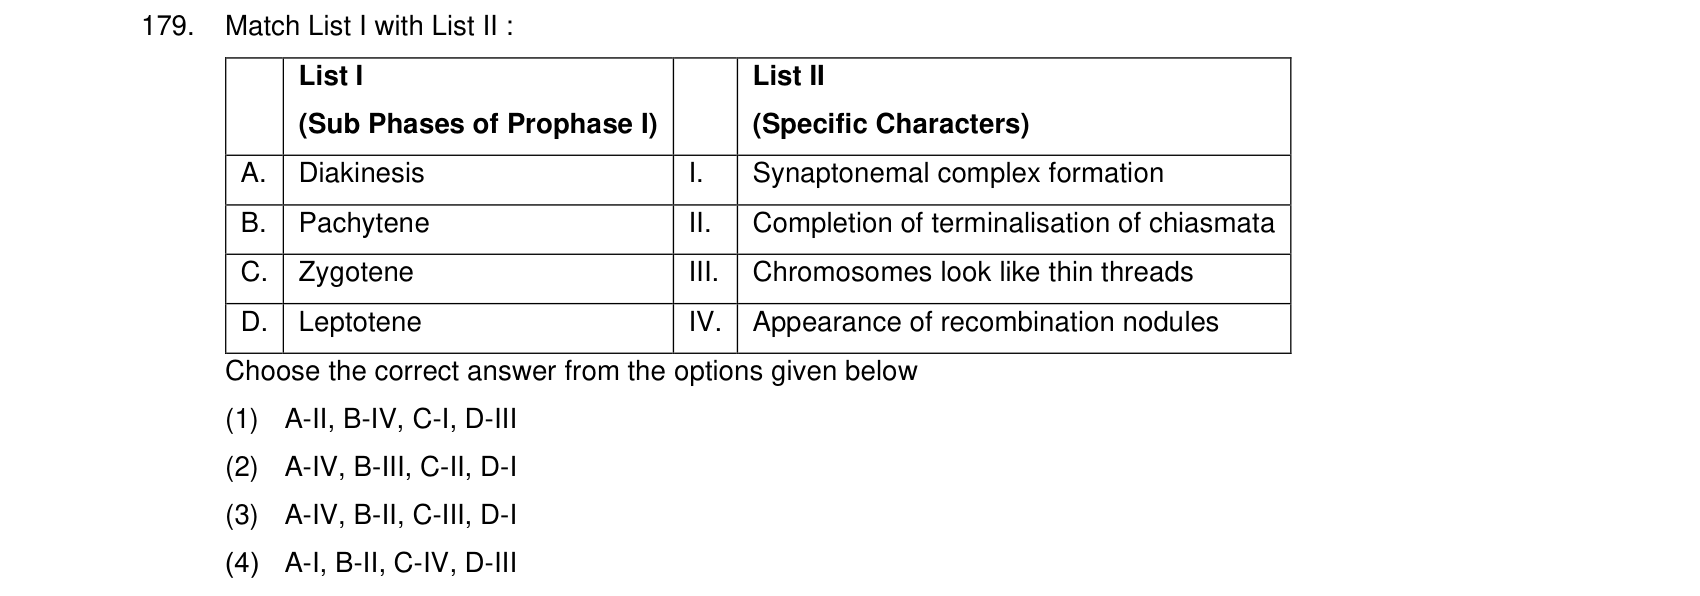 179. Match List I with List II :
List I List II
(Sub Phases of Prophase I) (Specific Characters)
A. Diakinesis I. Synaptonemal complex formation
B. Pachytene II. Completion of terminalisation of chiasmata
C. Zygotene III. Chromosomes look like thin threads
D. Leptotene IV. Appearance of recombination nodules
Choose the correct answer from the options given below
(1) A-II, B-IV, C-I, D-III
(2) A-IV, B-III, C-II, D-I
(3) A-IV, B-II, C-III, D-I
(4) A-I, B-II, C-IV, D-III